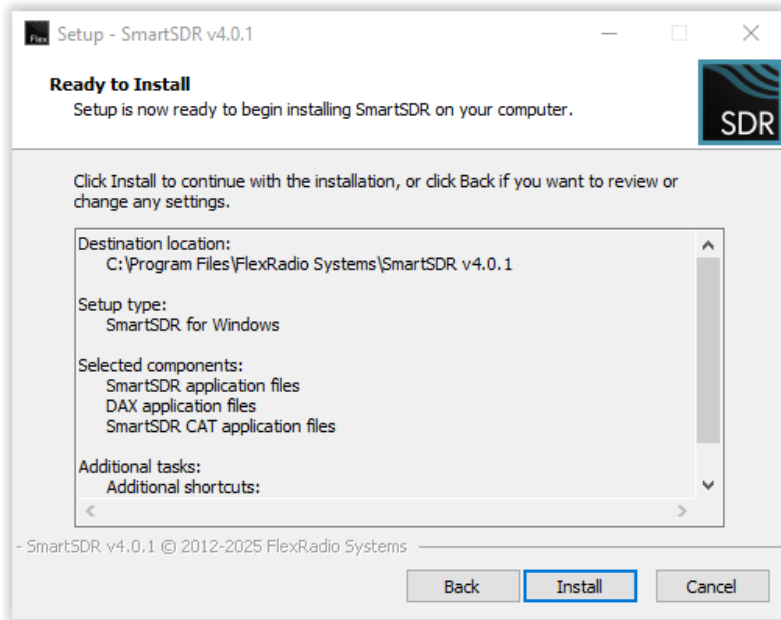 Flex
Setup - SmartSDR v4.0.1
Ready to Install
Setup is now ready to begin installing SmartSDR on your computer.
SDR
Click Install to continue with the installation, or click Back if you want to review or
change any settings.
Destination location:
C:\Program Files\FlexRadio Systems\SmartSDR v4.0.1
Setup type:
SmartSDR for Windows
Selected components:
SmartSDR application files
DAX application files
SmartSDR CAT application files
Additional tasks:
Additional shortcuts:
- SmartSDR v4.0.1 © 2012-2025 FlexRadio Systems
Back
Install
Cancel